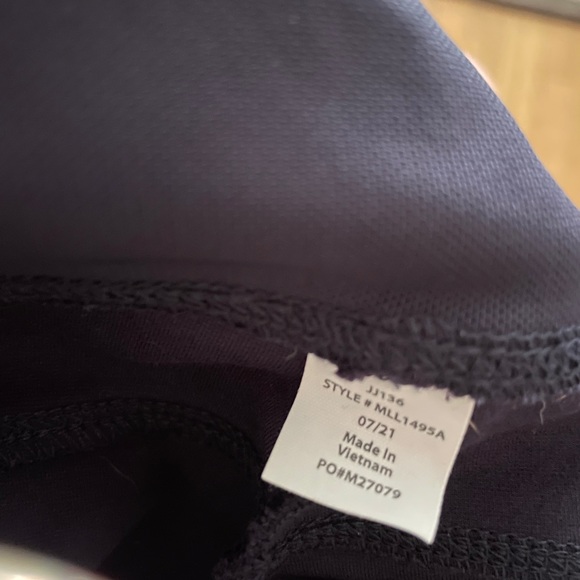 JJ136
STYLE # MLL1495A
07/21
Made In
Vietnam
PO#M27079